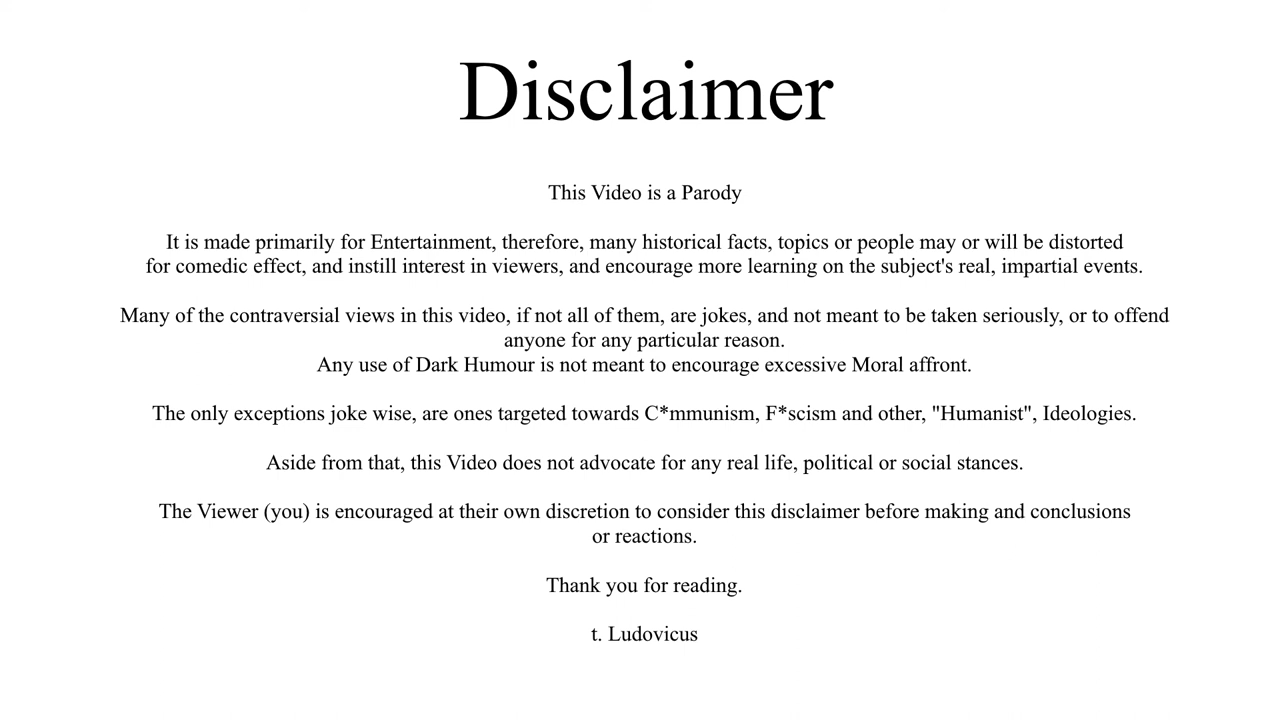 Disclaimer
This Video is a Parody
It is made primarily for Entertainment, therefore, many historical facts, topics or people may or will be distorted
for comedic effect, and instill interest in viewers, and encourage more learning on the subject's real, impartial events.
Many of the contraversial views in this video, if not all of them, are jokes, and not meant to be taken seriously, or to offend
anyone for any particular reason.
Any use of Dark Humour is not meant to encourage excessive Moral affront.
The only exceptions joke wise, are ones targeted towards C*mmunism, F*scism and other, "Humanist", Ideologies.
Aside from that, this Video does not advocate for any real life, political or social stances.
The Viewer (you) is encouraged at their own discretion to consider this disclaimer before making and conclusions
or reactions.
Thank you for reading.
t. Ludovicus